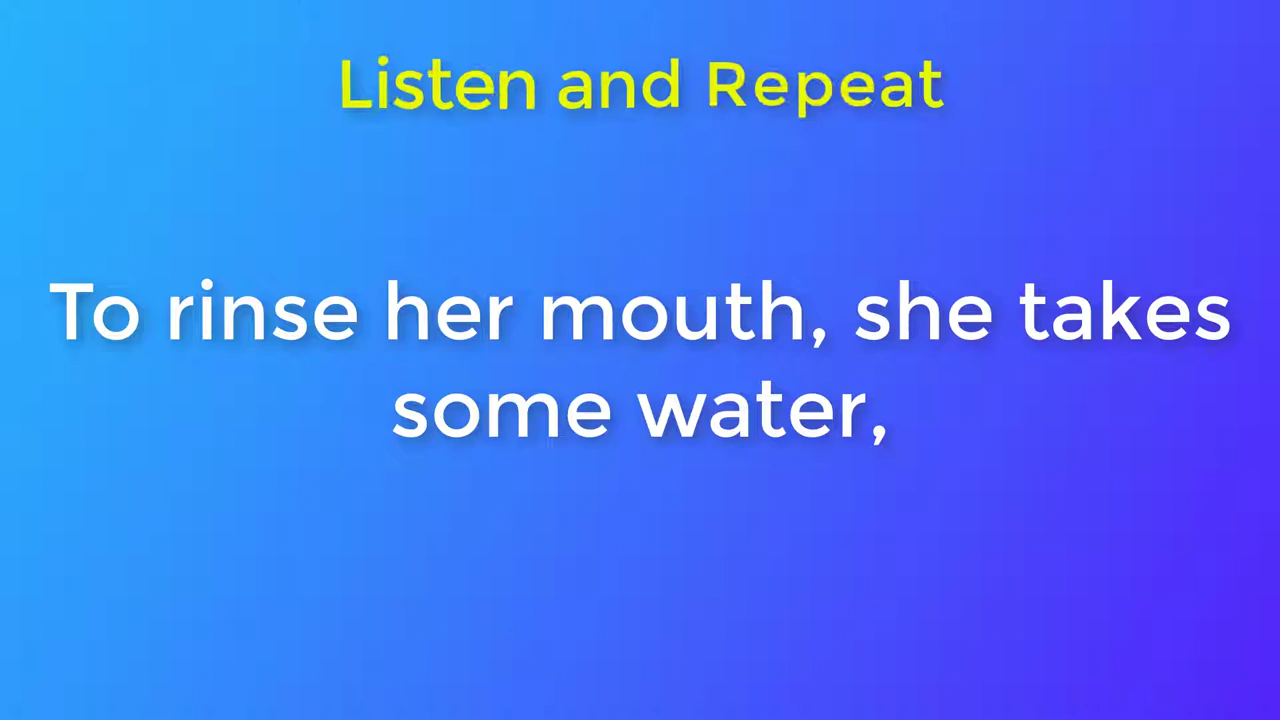 Listen and Repeat
To rinse her mouth, she takes
some water,